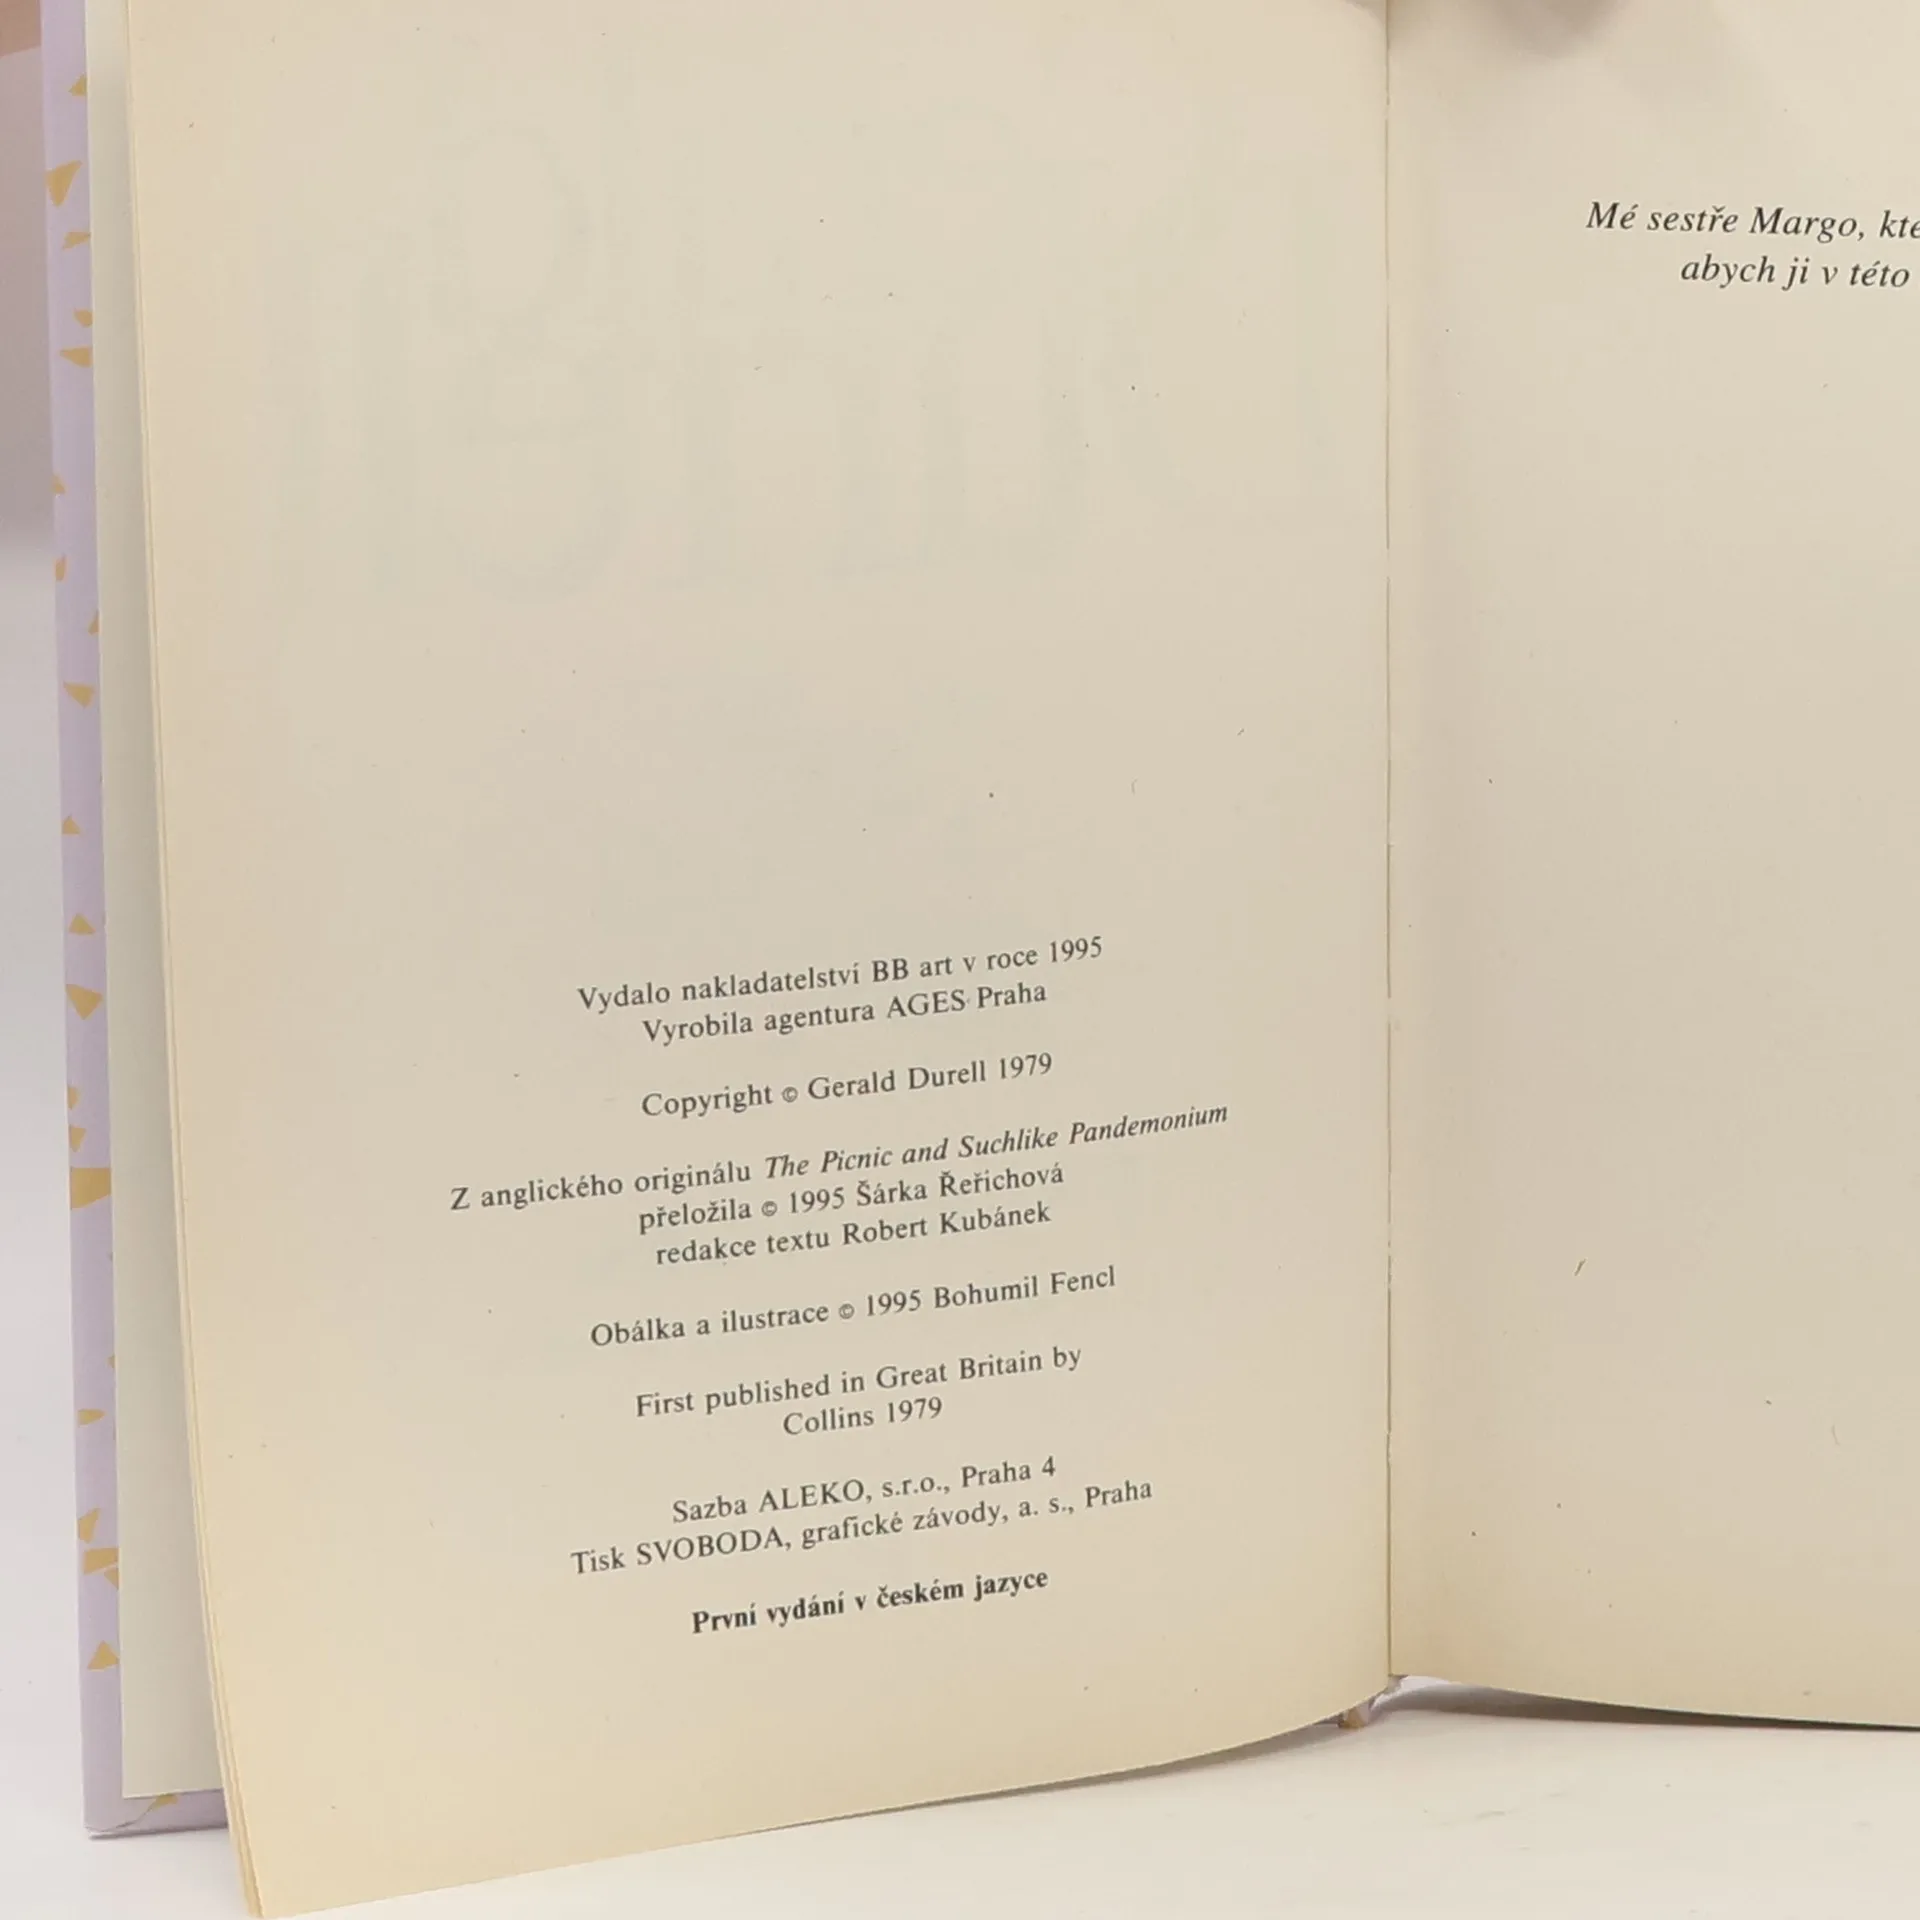 Vydalo nakladatelství BB art v roce 1995
Vyrobila agentura AGES Praha
Copyright © Gerald Durell 1979
Z anglického originálu The Picnic and Suchlike Pandemonium
přeložila © 1995 Šárka Řeřichová
redakce textu Robert Kubánek
Obálka a ilustrace © 1995 Bohumil Fencl
First published in Great Britain by
Collins 1979
Sazba ALEKO, s.r.o., Praha 4
Tisk SVOBODA, grafické závody, a. s., Praha
První vydání v českém jazyce
Mé sestře Margo,
abych ji v této